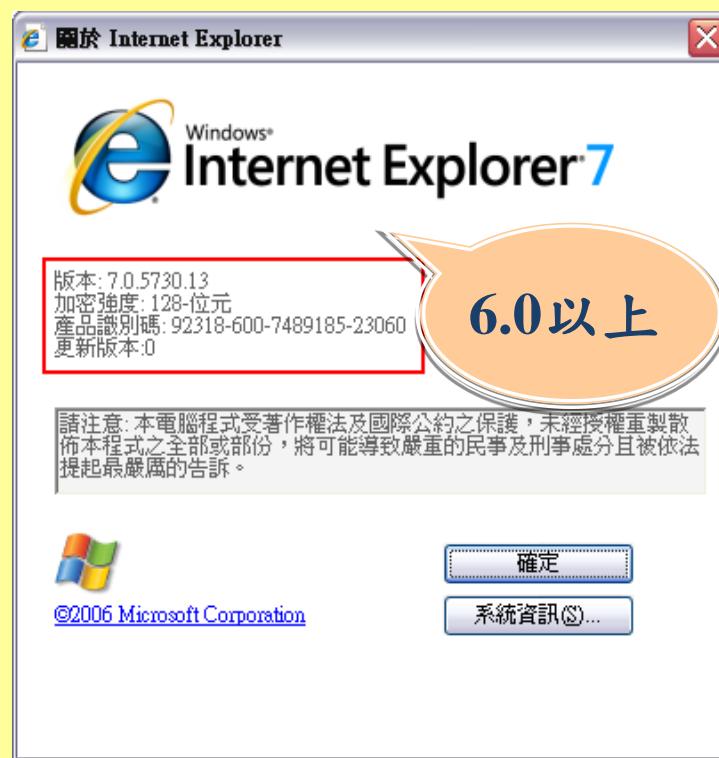 關於 Internet Explorer
Windows®
Internet Explorer 7
版本: 7.0.5730.13
加密強度: 128-位元
產品識別碼: 92318-600-7489185-23060
更新版本:0
6.0以上
請注意: 本電腦程式受著作權法及國際公約之保護，未經授權重製散
佈本程式之全部或部份，將可能導致嚴重的民事及刑事處分且被依法
提起最嚴厲的告訴。
確定
©2006 Microsoft Corporation
系統資訊(S)...